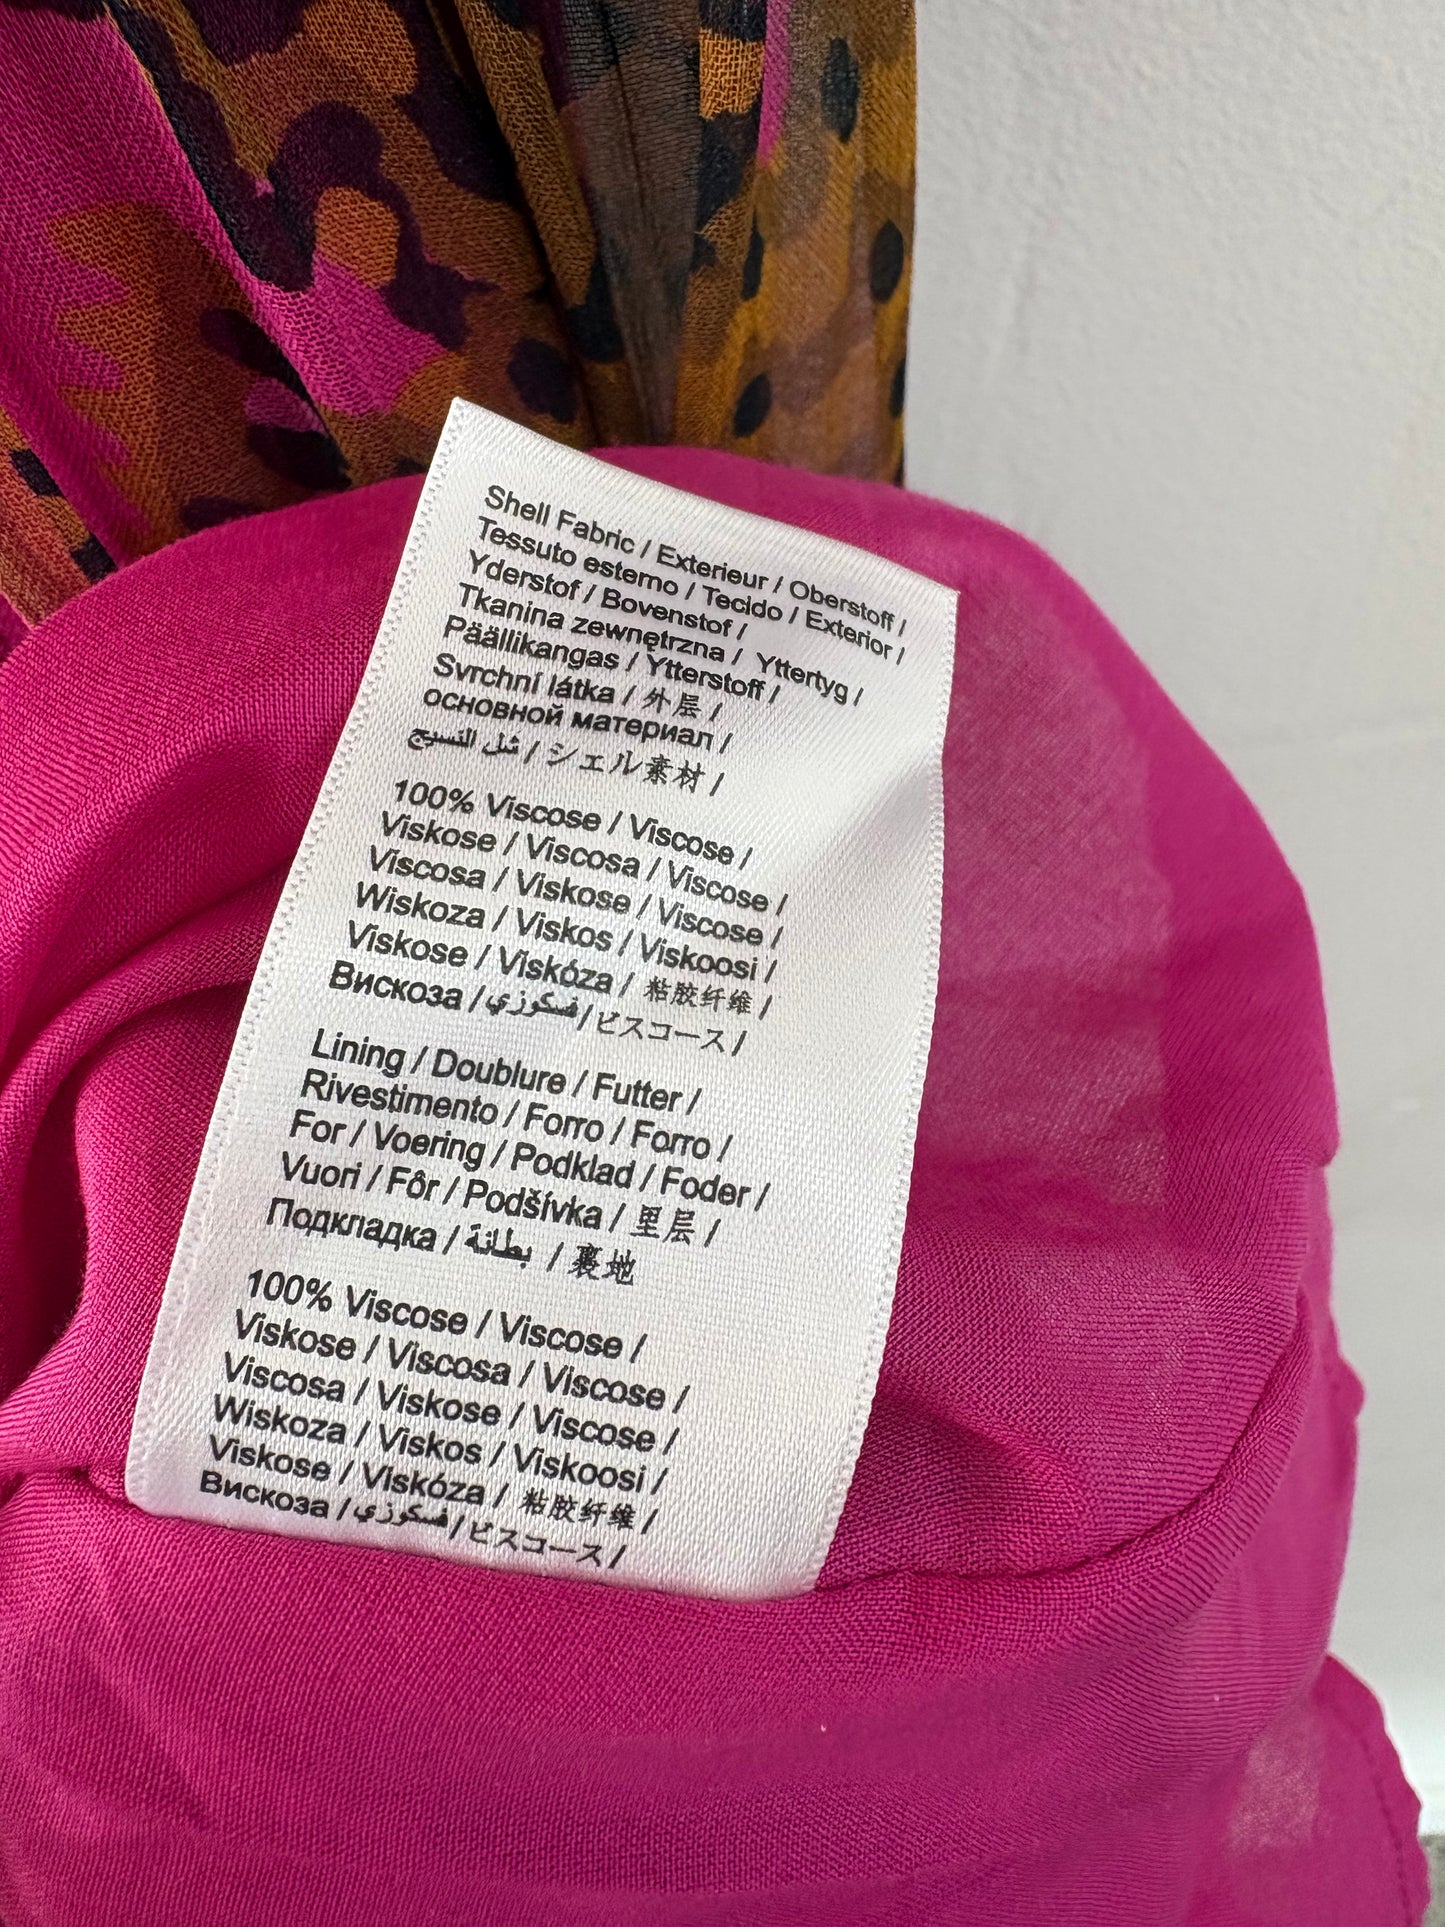 Shell Fabric / Exterieur / Oberstoff /
Tessuto esterno / Tecido / Exterior /
Yderstof / Bovenstof /
Tkanina zewnętrzna / Yttertyg /
Päällikangas / Ytterstoff /
Svrchní látka / 外层 /
основной материал /
شل النسيج / シェル素材 /
100% Viscose / Viscose /
Viskose / Viscosa / Viscose /
Viscosa / Viskose / Viscose /
Wiskoza / Viskos / Viskoosi /
Viskose / Viskóza / 粘胶纤维 /
Вискоза / فسكوزي / ビスコース /
Lining / Doublure / Futter /
Rivestimento / Forro / Forro /
For / Voering / Podklad / Foder /
Vuori / Fôr / Podšívka / 里层 /
Подкладка / بطانة / 裏地
100% Viscose / Viscose /
Viskose / Viscosa / Viscose /
Viscosa / Viskose / Viscose /
Wiskoza / Viskos / Viskoosi /
Viskose / Viskóza / 粘胶纤维 /
Вискоза / فسكوزي / ビスコース /